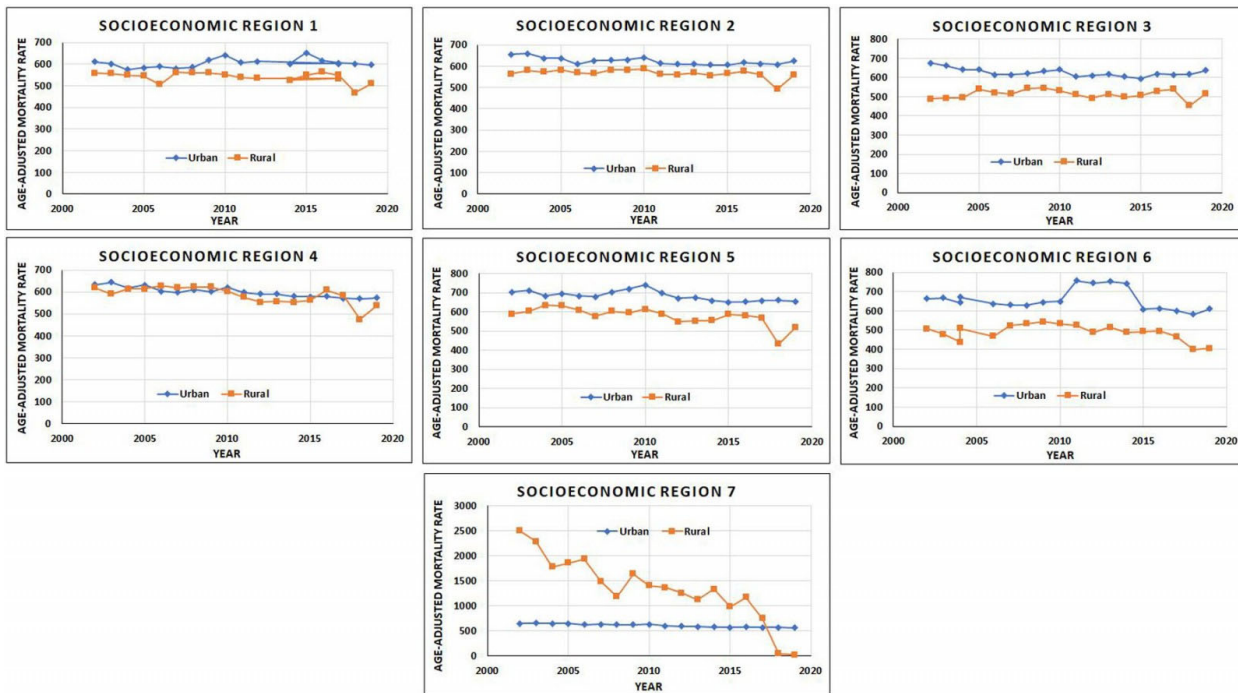 SOCIOECONOMIC REGION 1
AGE-ADJUSTED MORTALITY RATE
700
600
500
400
300
200
100
0
Urban Rural
2000 2005 2010 2015 2020
YEAR
SOCIOECONOMIC REGION 2
AGE-ADJUSTED MORTALITY RATE
700
600
500
400
300
200
100
0
Urban Rural
2000 2005 2010 2015 2020
YEAR
SOCIOECONOMIC REGION 3
AGE-ADJUSTED MORTALITY RATE
800
700
600
500
400
300
200
100
0
Urban Rural
2000 2005 2010 2015 2020
YEAR
SOCIOECONOMIC REGION 4
AGE-ADJUSTED MORTALITY RATE
700
600
500
400
300
200
100
0
Urban Rural
2000 2005 2010 2015 2020
YEAR
SOCIOECONOMIC REGION 5
AGE-ADJUSTED MORTALITY RATE
800
700
600
500
400
300
200
100
0
Urban Rural
2000 2005 2010 2015 2020
YEAR
SOCIOECONOMIC REGION 6
AGE-ADJUSTED MORTALITY RATE
800
700
600
500
400
300
200
100
0
Urban Rural
2000 2005 2010 2015 2020
YEAR
SOCIOECONOMIC REGION 7
AGE-ADJUSTED MORTALITY RATE
3000
2500
2000
1500
1000
500
0
Urban Rural
2000 2005 2010 2015 2020
YEAR